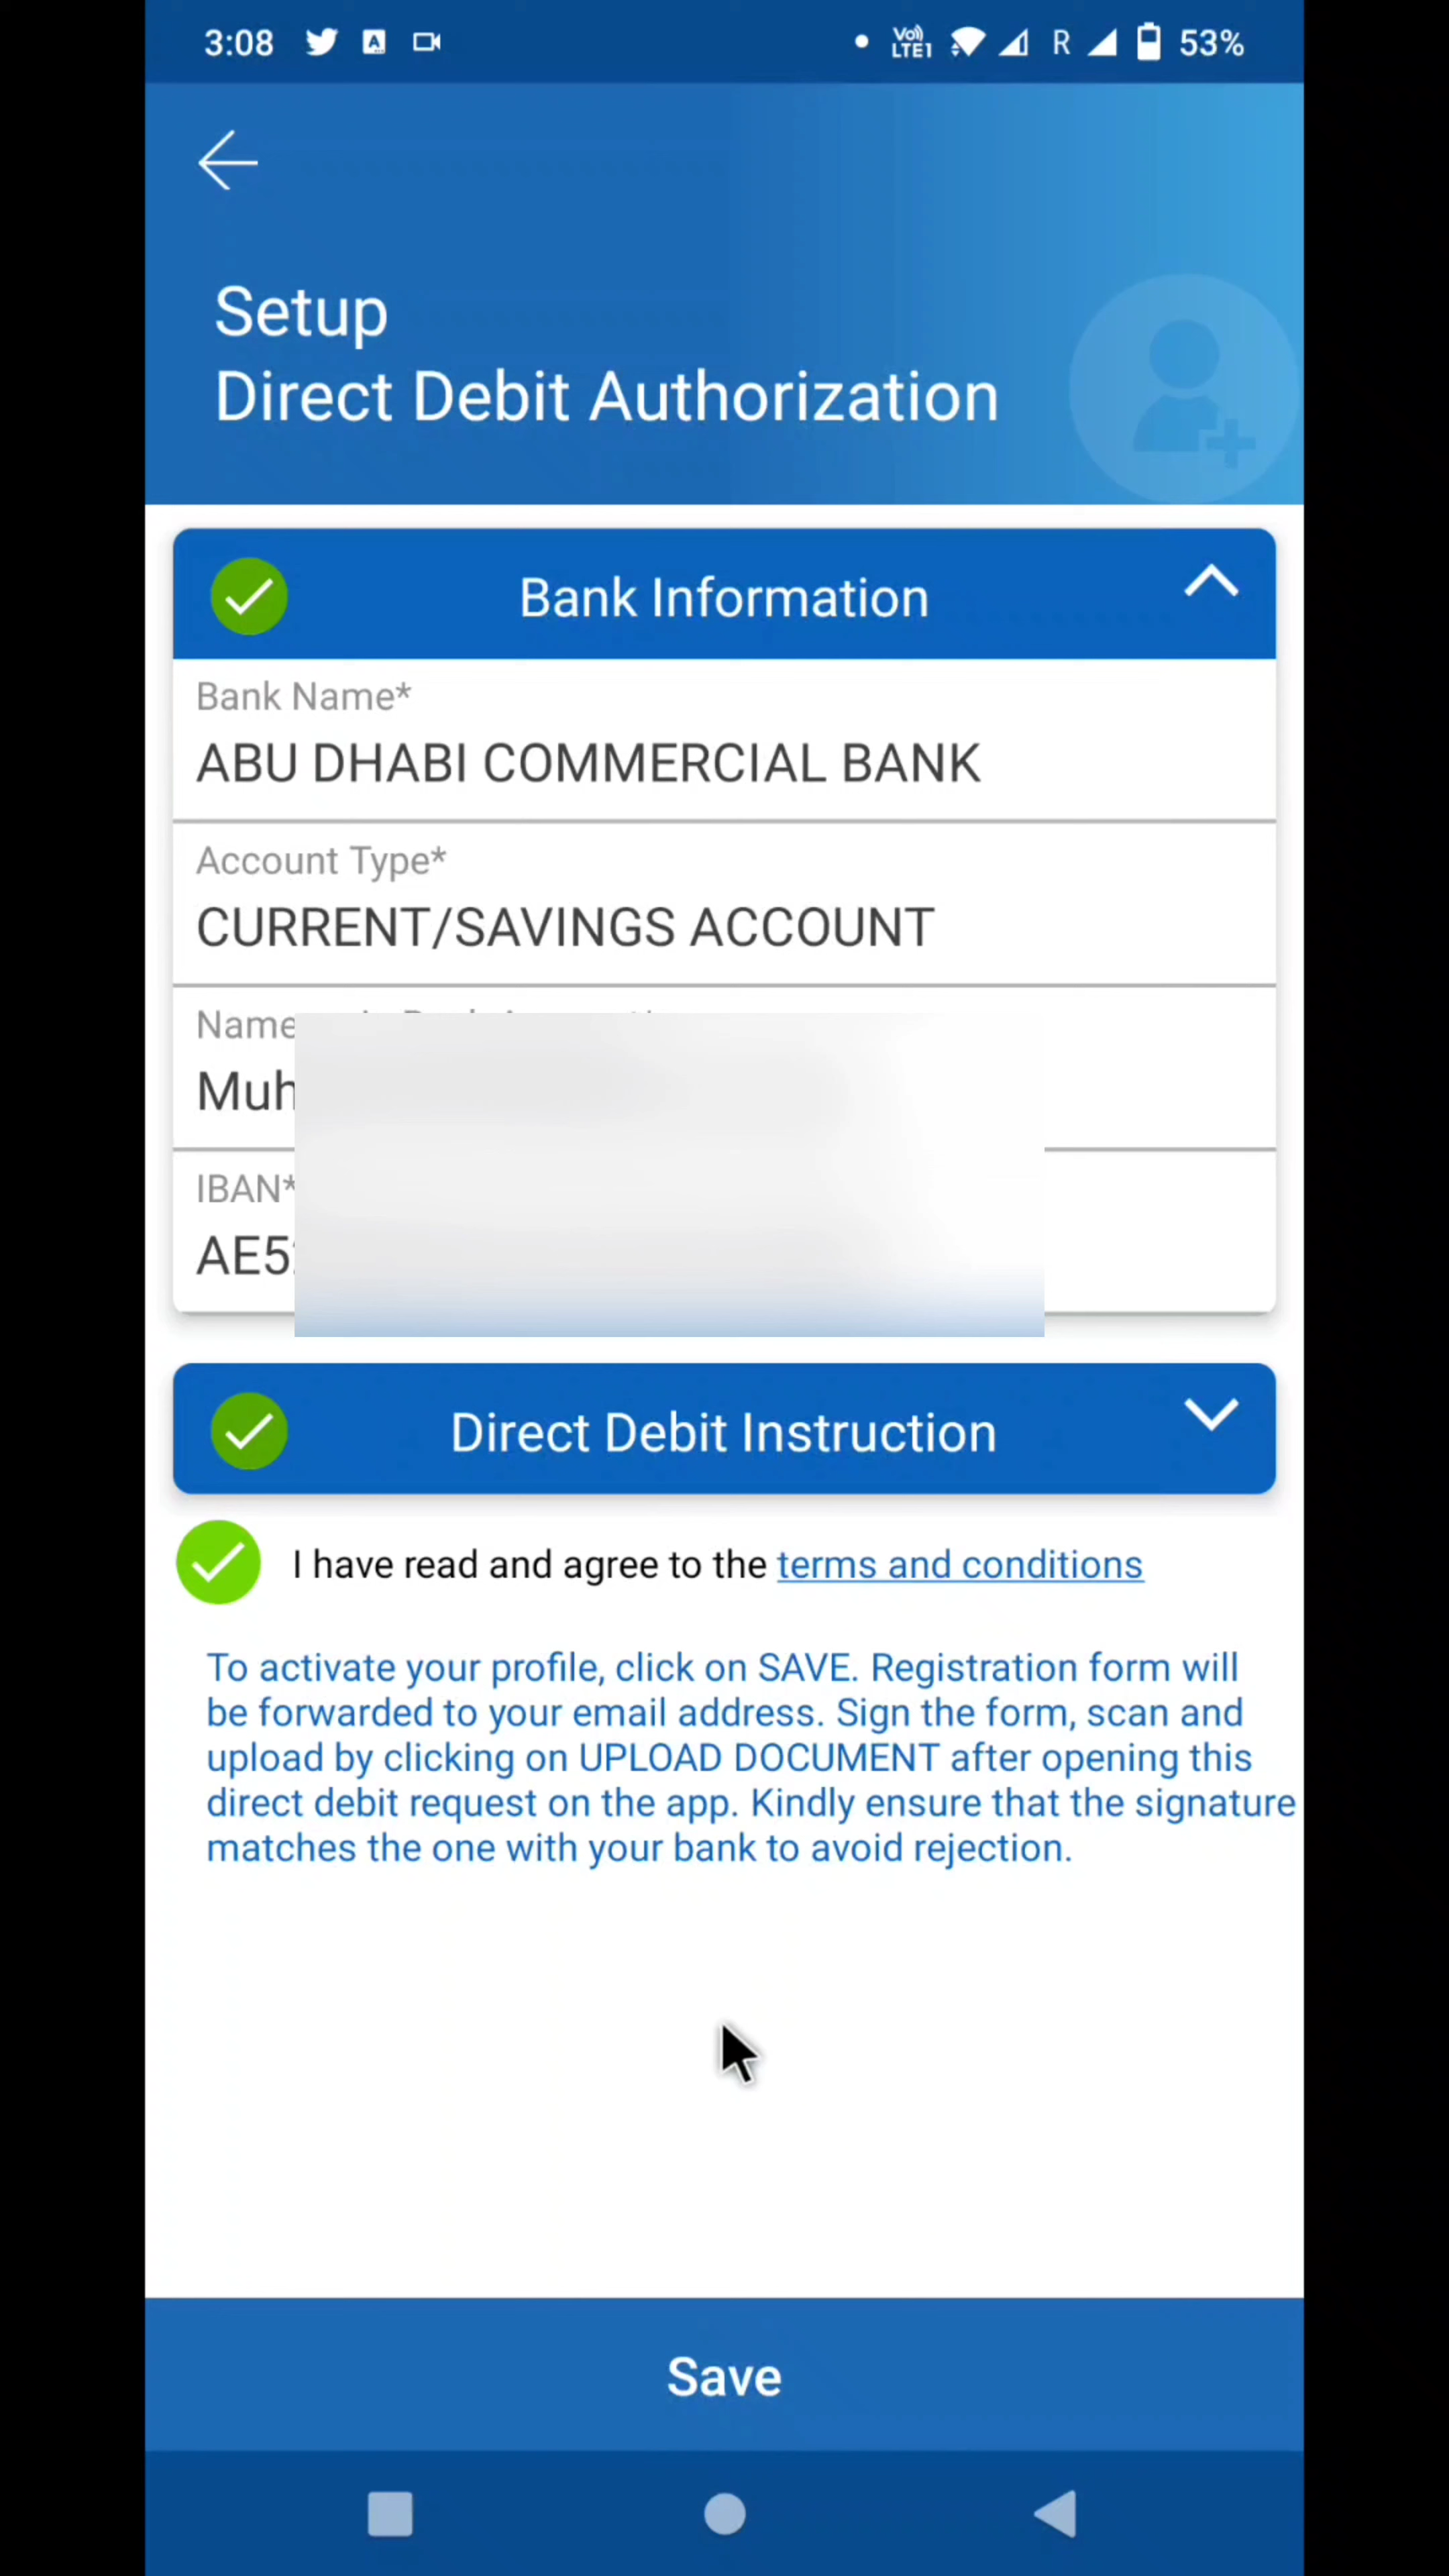 3:08
Vo) LTE1 R 53%
Setup
Direct Debit Authorization
Bank Information
Bank Name*
ABU DHABI COMMERCIAL BANK
Account Type*
CURRENT/SAVINGS ACCOUNT
Name
Muh
IBAN*
AE5
Direct Debit Instruction
I have read and agree to the terms and conditions
To activate your profile, click on SAVE. Registration form will
be forwarded to your email address. Sign the form, scan and
upload by clicking on UPLOAD DOCUMENT after opening this
direct debit request on the app. Kindly ensure that the signature
matches the one with your bank to avoid rejection.
Save